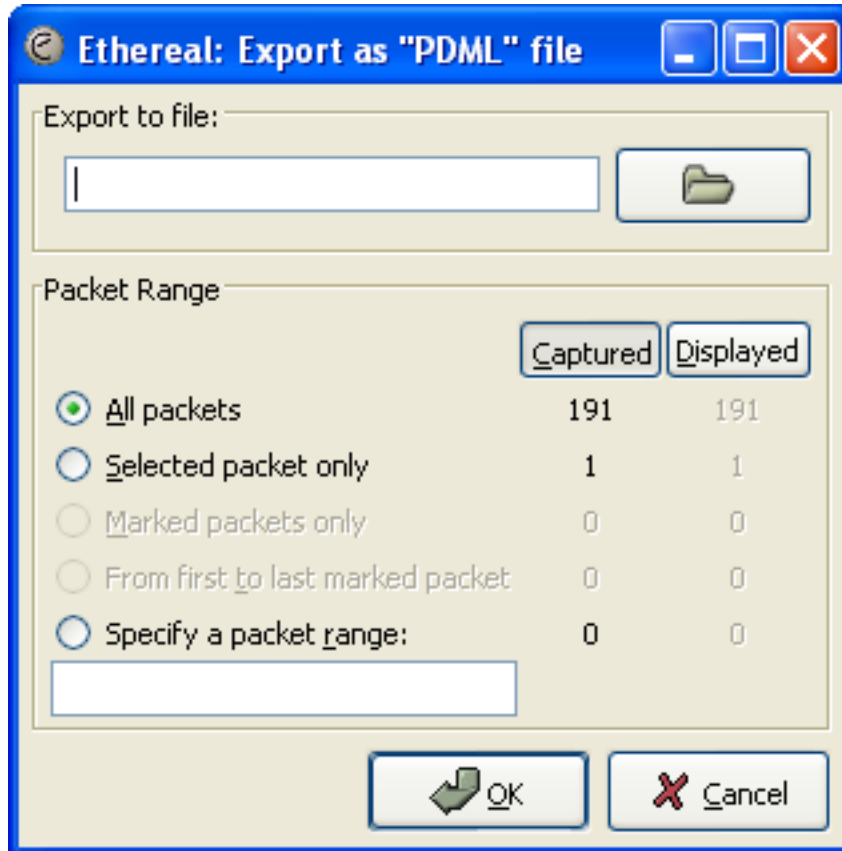 Ethereal: Export as "PDML" file
Export to file:
Packet Range
Captured Displayed
All packets 191 191
Selected packet only 1 1
Marked packets only 0 0
From first to last marked packet 0 0
Specify a packet range: 0 0
OK Cancel